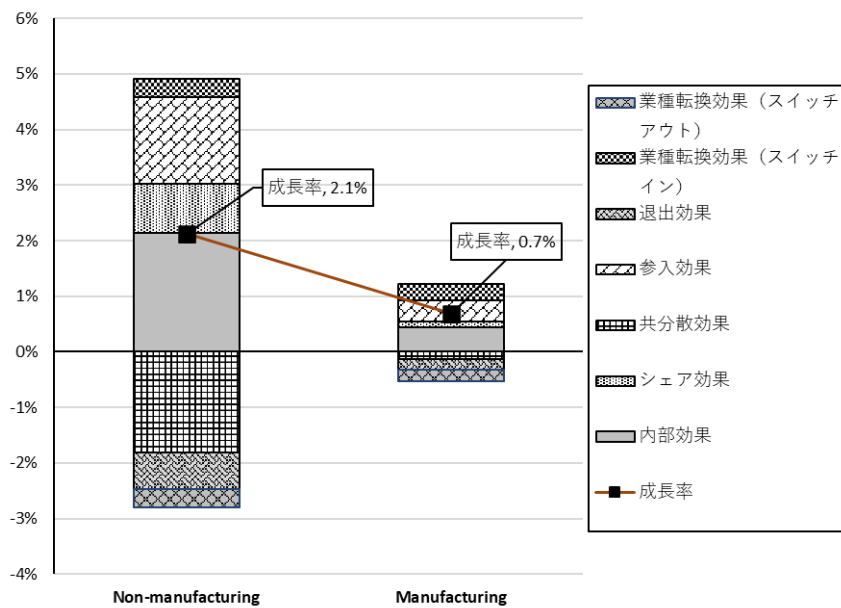 6%
5%
4%
3%
2%
1%
0%
-1%
-2%
-3%
-4%
成長率, 2.1%
成長率, 0.7%
Non-manufacturing
Manufacturing
業種転換効果（スイッチ
アウト）
業種転換効果（スイッチ
イン）
退出効果
参入効果
共分散効果
シェア効果
内部効果
成長率